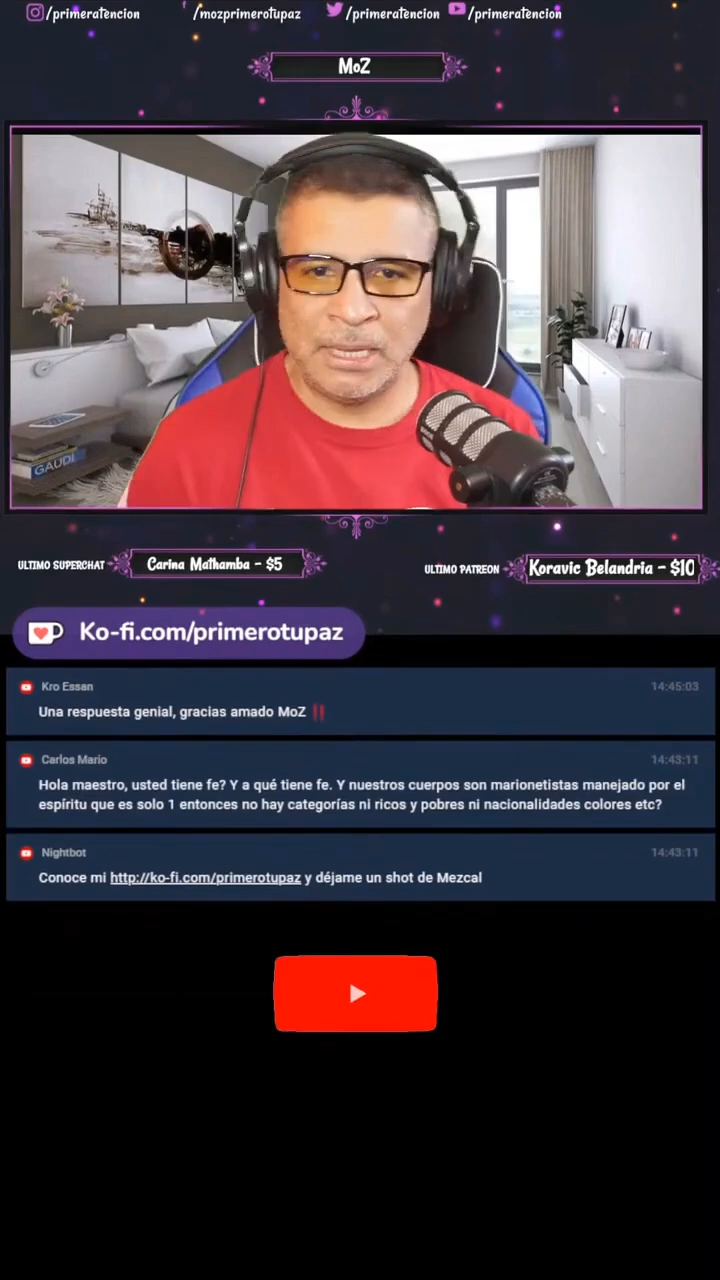 /primeratencion /mozprimerotupaz /primeratencion /primeratencion
MoZ
GAUDI
ULTIMO SUPERCHAT Carina Mathamba - $5
ULTIMO PATREON Koravic Belandria - $10
Ko-fi.com/primerotupaz
Kro Essan 14:45:03
Una respuesta genial, gracias amado MoZ ‼
Carlos Mario 14:43:11
Hola maestro, usted tiene fe? Y a qué tiene fe. Y nuestros cuerpos son marionetistas manejado por el
espíritu que es solo 1 entonces no hay categorías ni ricos y pobres ni nacionalidades colores etc?
Nightbot 14:43:11
Conoce mi http://ko-fi.com/primerotupaz y déjame un shot de Mezcal